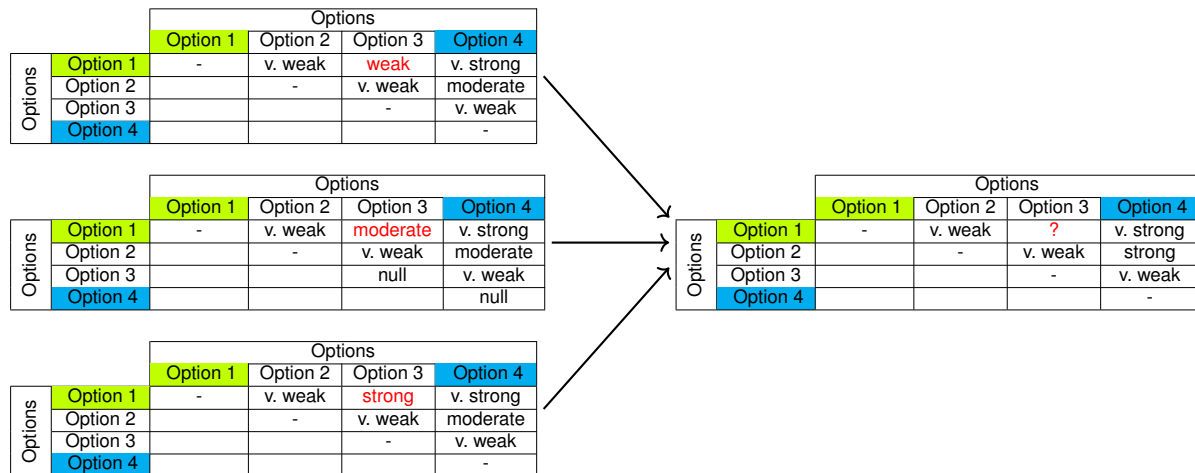 Options
Option 1 Option 2 Option 3 Option 4
Options
Option 1 - v. weak weak v. strong
Option 2 - v. weak moderate
Option 3 - v. weak
Option 4 -
Options
Option 1 Option 2 Option 3 Option 4
Options
Option 1 - v. weak moderate v. strong
Option 2 - v. weak moderate
Option 3 null v. weak
Option 4 null
Options
Option 1 Option 2 Option 3 Option 4
Options
Option 1 - v. weak strong v. strong
Option 2 - v. weak moderate
Option 3 - v. weak
Option 4 -
Options
Option 1 Option 2 Option 3 Option 4
Options
Option 1 - v. weak ? v. strong
Option 2 - v. weak strong
Option 3 - v. weak
Option 4 -